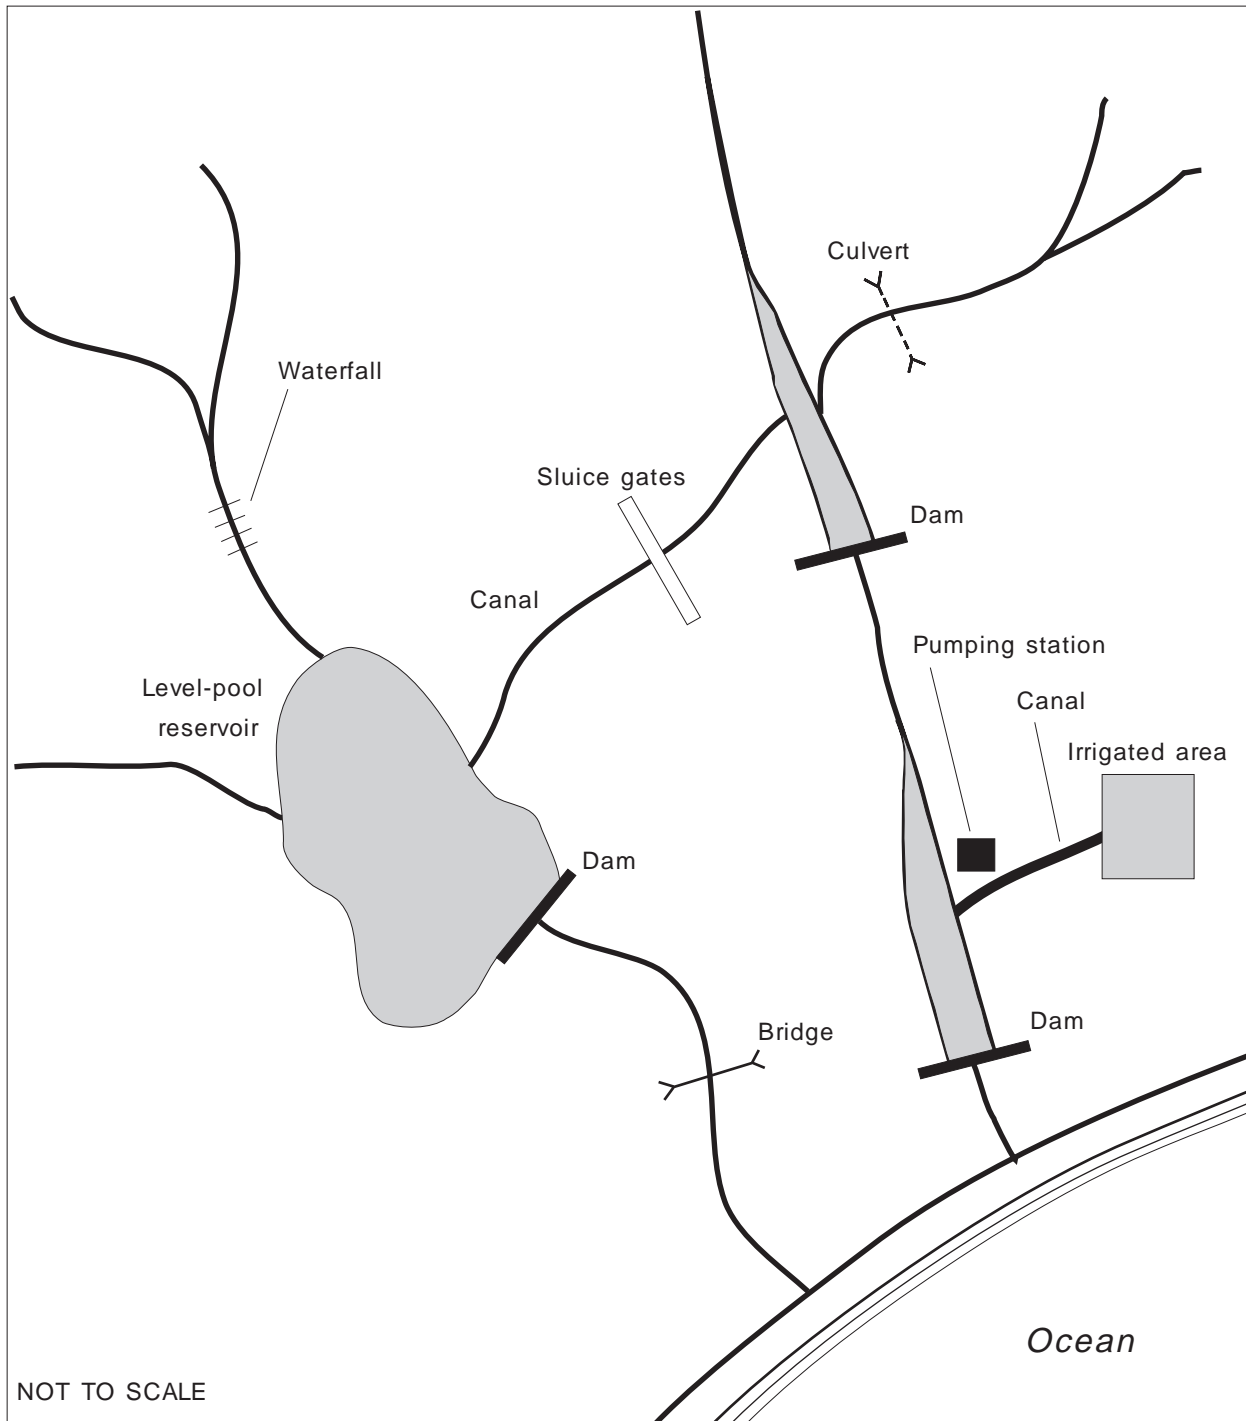 Culvert
Waterfall
Sluice gates
Dam
Canal
Pumping station
Level-pool
reservoir
Canal
Irrigated area
Dam
Dam
Bridge
Ocean
NOT TO SCALE